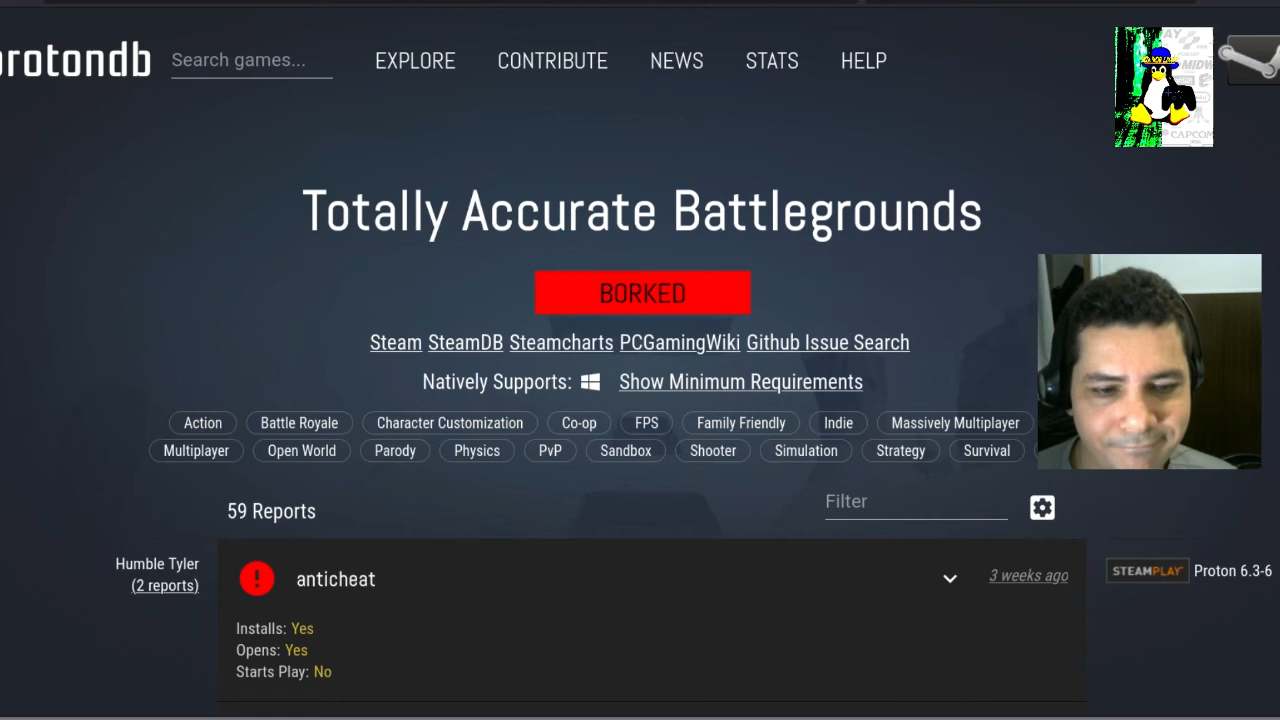 protondb Search games... EXPLORE CONTRIBUTE NEWS STATS HELP
MIDW
CAPCOM
Totally Accurate Battlegrounds
BORKED
Steam SteamDB Steamcharts PCGamingWiki Github Issue Search
Natively Supports: Show Minimum Requirements
Action Battle Royale Character Customization Co-op FPS Family Friendly Indie Massively Multiplayer
Multiplayer Open World Parody Physics PvP Sandbox Shooter Simulation Strategy Survival
59 Reports Filter
Humble Tyler
(2 reports)
! anticheat 3 weeks ago STEAMPLAY Proton 6.3-6
Installs: Yes
Opens: Yes
Starts Play: No